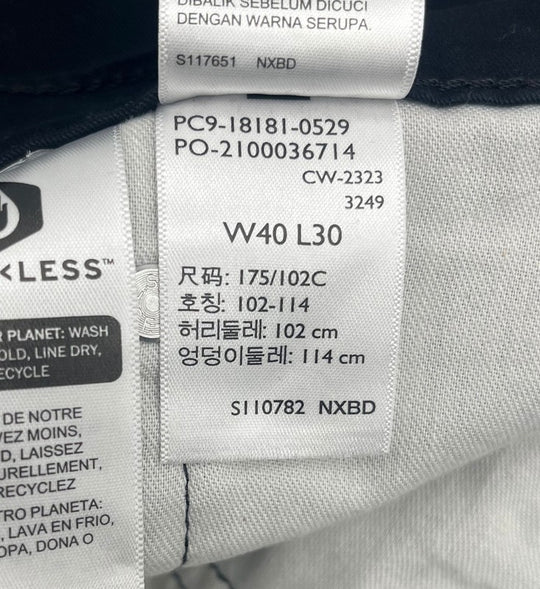 DIBALIK SEBELUM DICUCI
DENGAN WARNA SERUPA.
S117651 NXBD
PC9-18181-0529
PO-2100036714
CW-2323
3249
W40 L30
尺码: 175/102C
호칭: 102-114
허리둘레: 102 cm
엉덩이둘레: 114 cm
S110782 NXBD
<LESS™
PLANET: WASH
OLD, LINE DRY,
ECYCLE
DE NOTRE
VEZ MOINS,
D, LAISSEZ
URELLEMENT,
RECYCLEZ
TRO PLANETA:
, LAVA EN FRIO,
OPA, DONA O